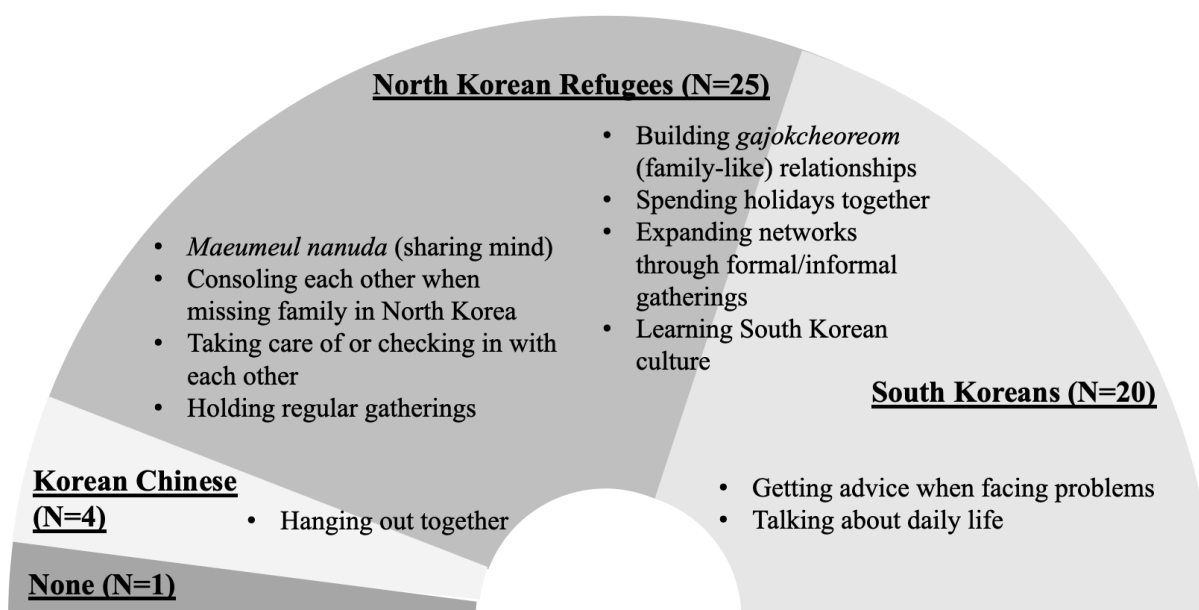 North Korean Refugees (N=25)
• Building gajokcheoreom
(family-like) relationships
• Spending holidays together
• Expanding networks
through formal/informal
gatherings
• Learning South Korean
culture
• Maeumeul nanuda (sharing mind)
• Consoling each other when
missing family in North Korea
• Taking care of or checking in with
each other
• Holding regular gatherings
South Koreans (N=20)
• Getting advice when facing problems
• Talking about daily life
Korean Chinese
(N=4)
• Hanging out together
None (N=1)